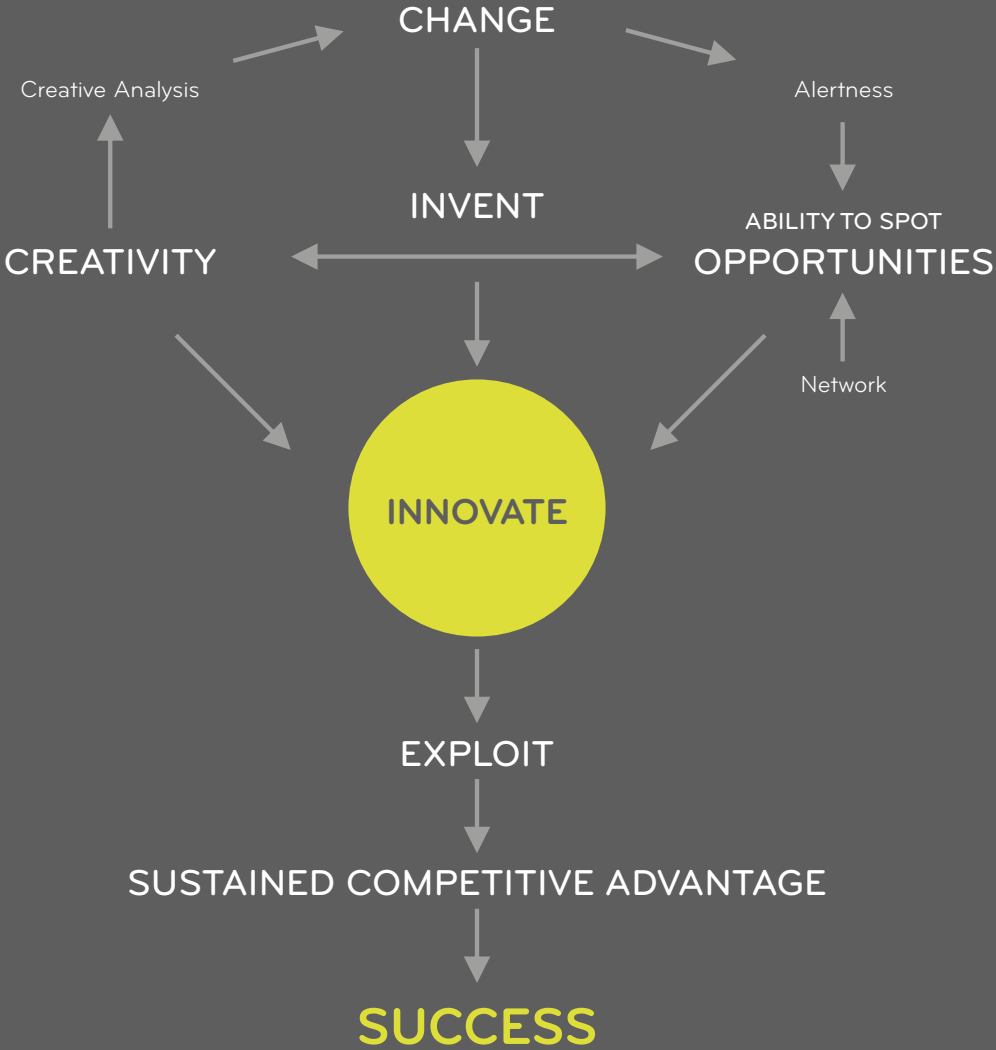 CHANGE
Creative Analysis
Alertness
INVENT
ABILITY TO SPOT
CREATIVITY
OPPORTUNITIES
Network
INNOVATE
EXPLOIT
SUSTAINED COMPETITIVE ADVANTAGE
SUCCESS